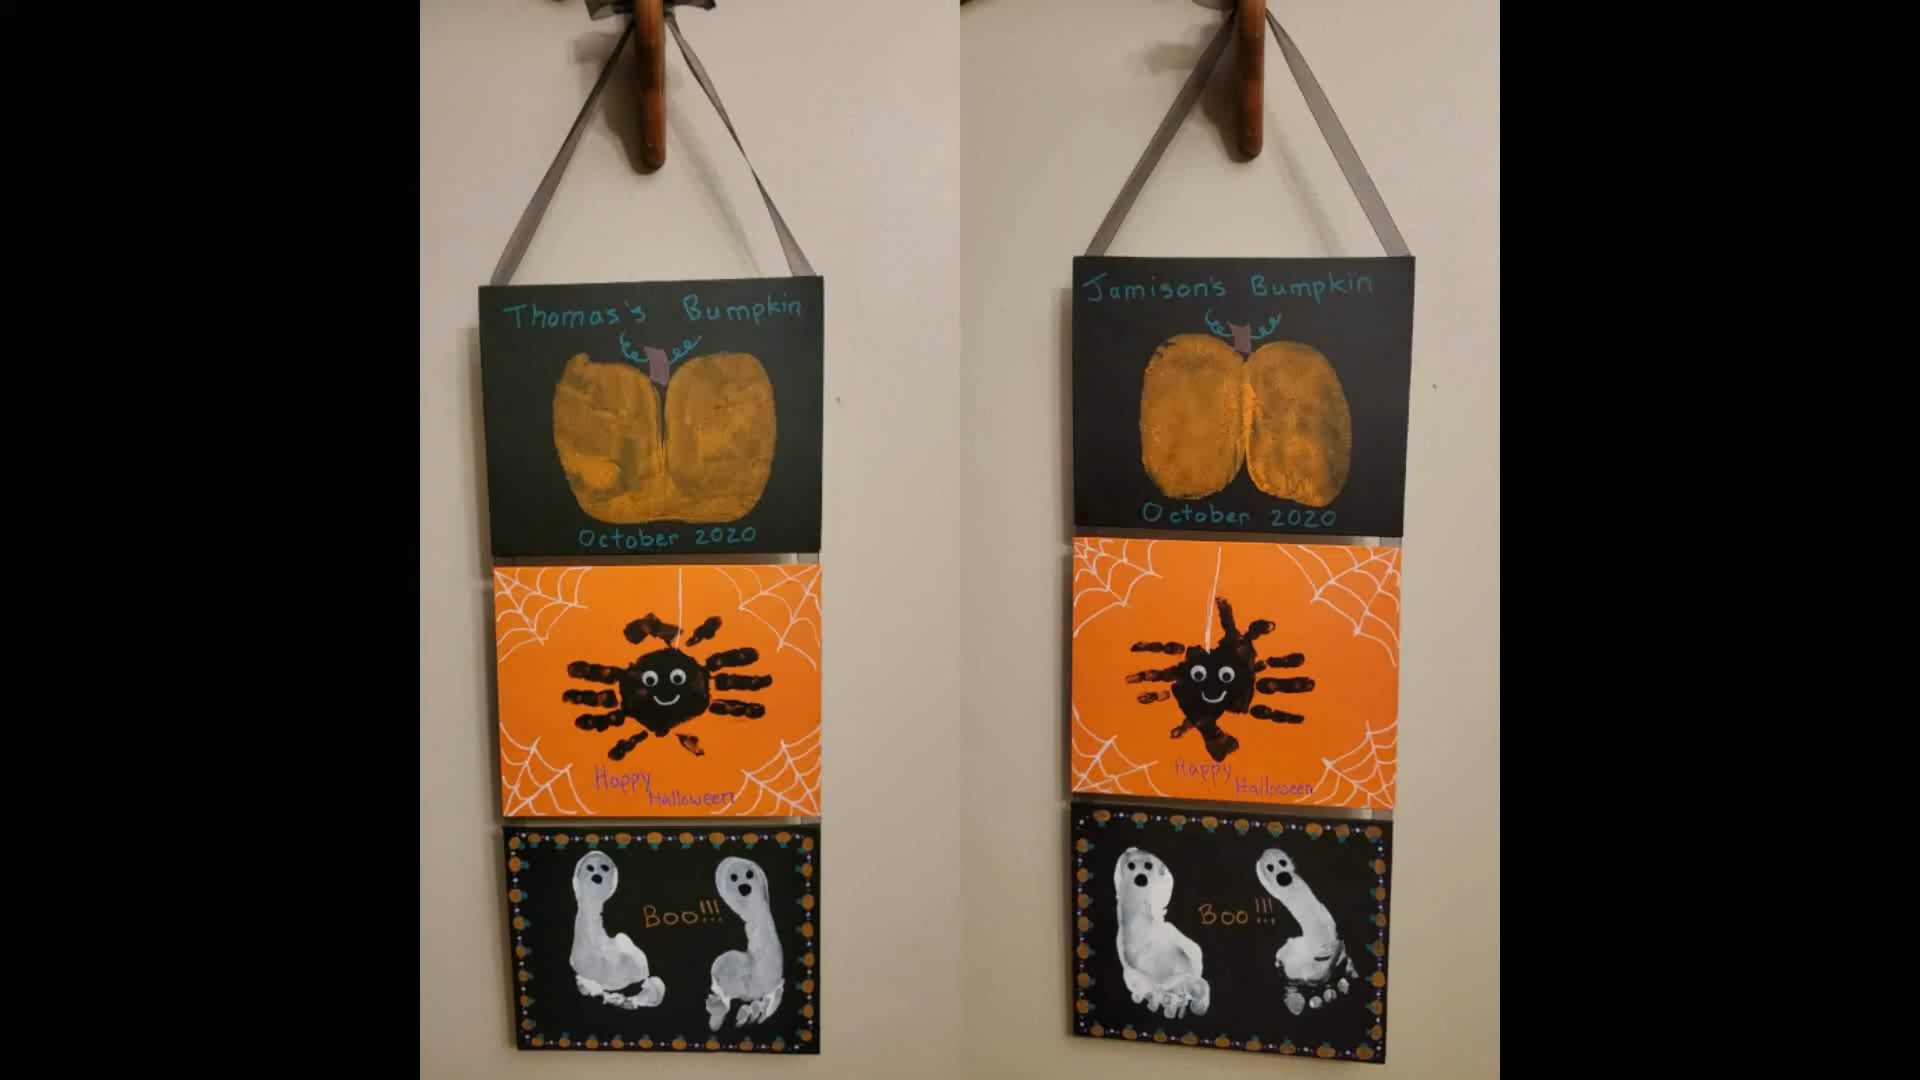 Thomas's Bumpkin
October 2020
Happy
Halloween
Boo!!!
Jamison's Bumpkin
October 2020
Happy
Halloween
Boo!!!